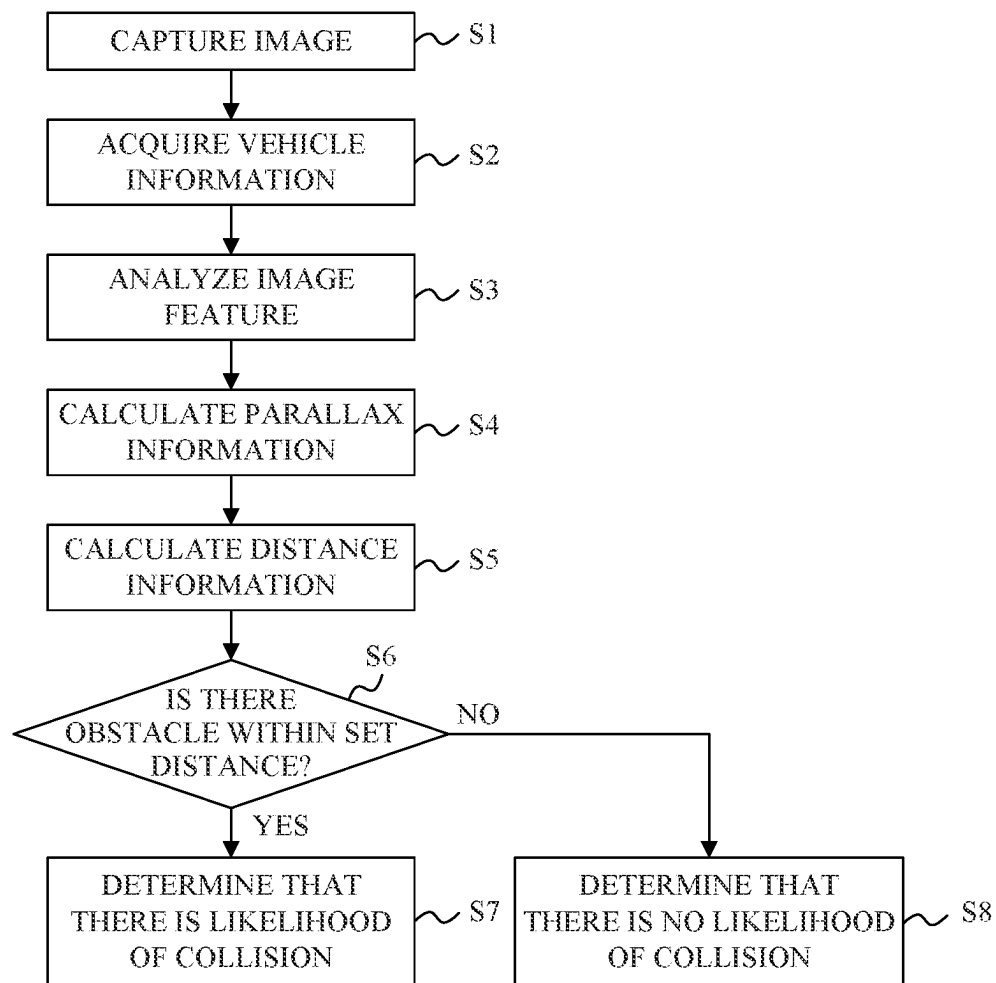 CAPTURE IMAGE
S1
ACQUIRE VEHICLE
INFORMATION
S2
ANALYZE IMAGE
FEATURE
S3
CALCULATE PARALLAX
INFORMATION
S4
CALCULATE DISTANCE
INFORMATION
S5
S6
IS THERE
OBSTACLE WITHIN SET
DISTANCE?
NO
YES
DETERMINE THAT
THERE IS LIKELIHOOD
OF COLLISION
S7
DETERMINE THAT
THERE IS NO LIKELIHOOD
OF COLLISION
S8